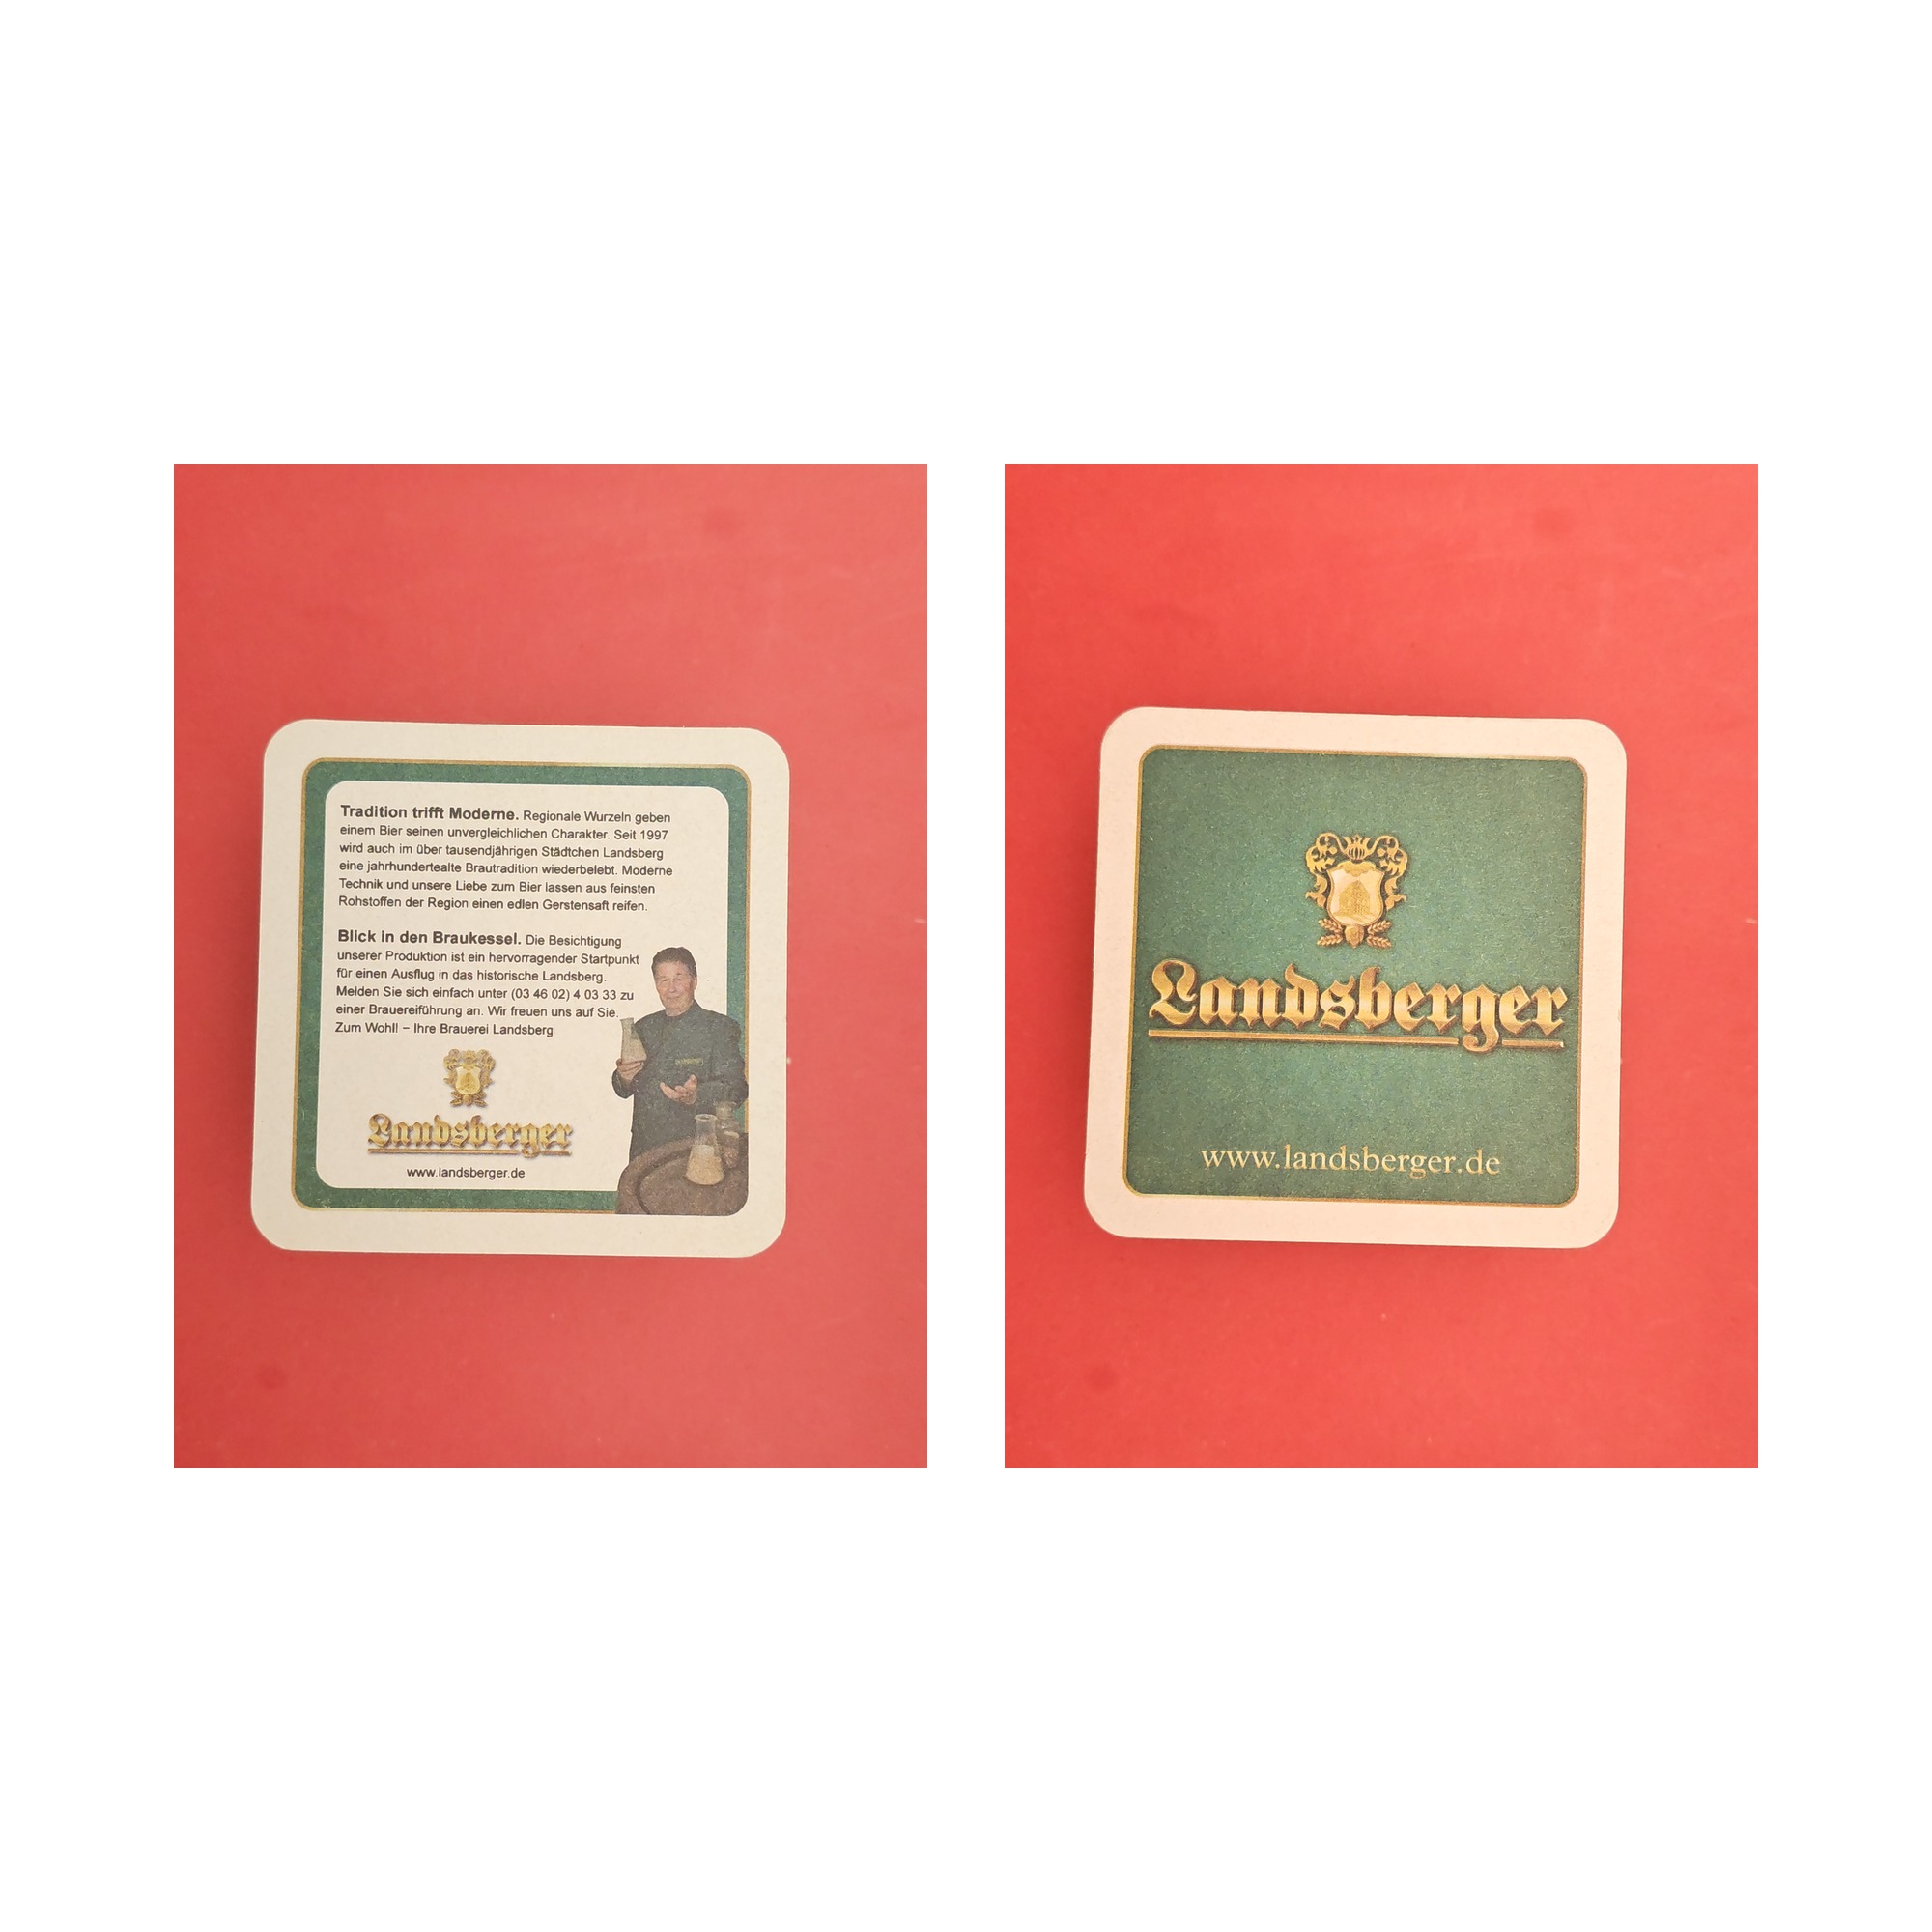 Tradition trifft Moderne. Regionale Wurzeln geben
einem Bier seinen unvergleichlichen Charakter. Seit 1997
wird auch im über tausendjährigen Städtchen Landsberg
eine jahrhundertealte Brautradition wiederbelebt. Moderne
Technik und unsere Liebe zum Bier lassen aus feinsten
Rohstoffen der Region einen edlen Gerstensaft reifen.
Blick in den Braukessel. Die Besichtigung
unserer Produktion ist ein hervorragender Startpunkt
für einen Ausflug in das historische Landsberg.
Melden Sie sich einfach unter (03 46 02) 4 03 33 zu
einer Brauereiführung an. Wir freuen uns auf Sie.
Zum Wohl! – Ihre Brauerei Landsberg
Landsberger
www.landsberger.de
Landsberger
www.landsberger.de